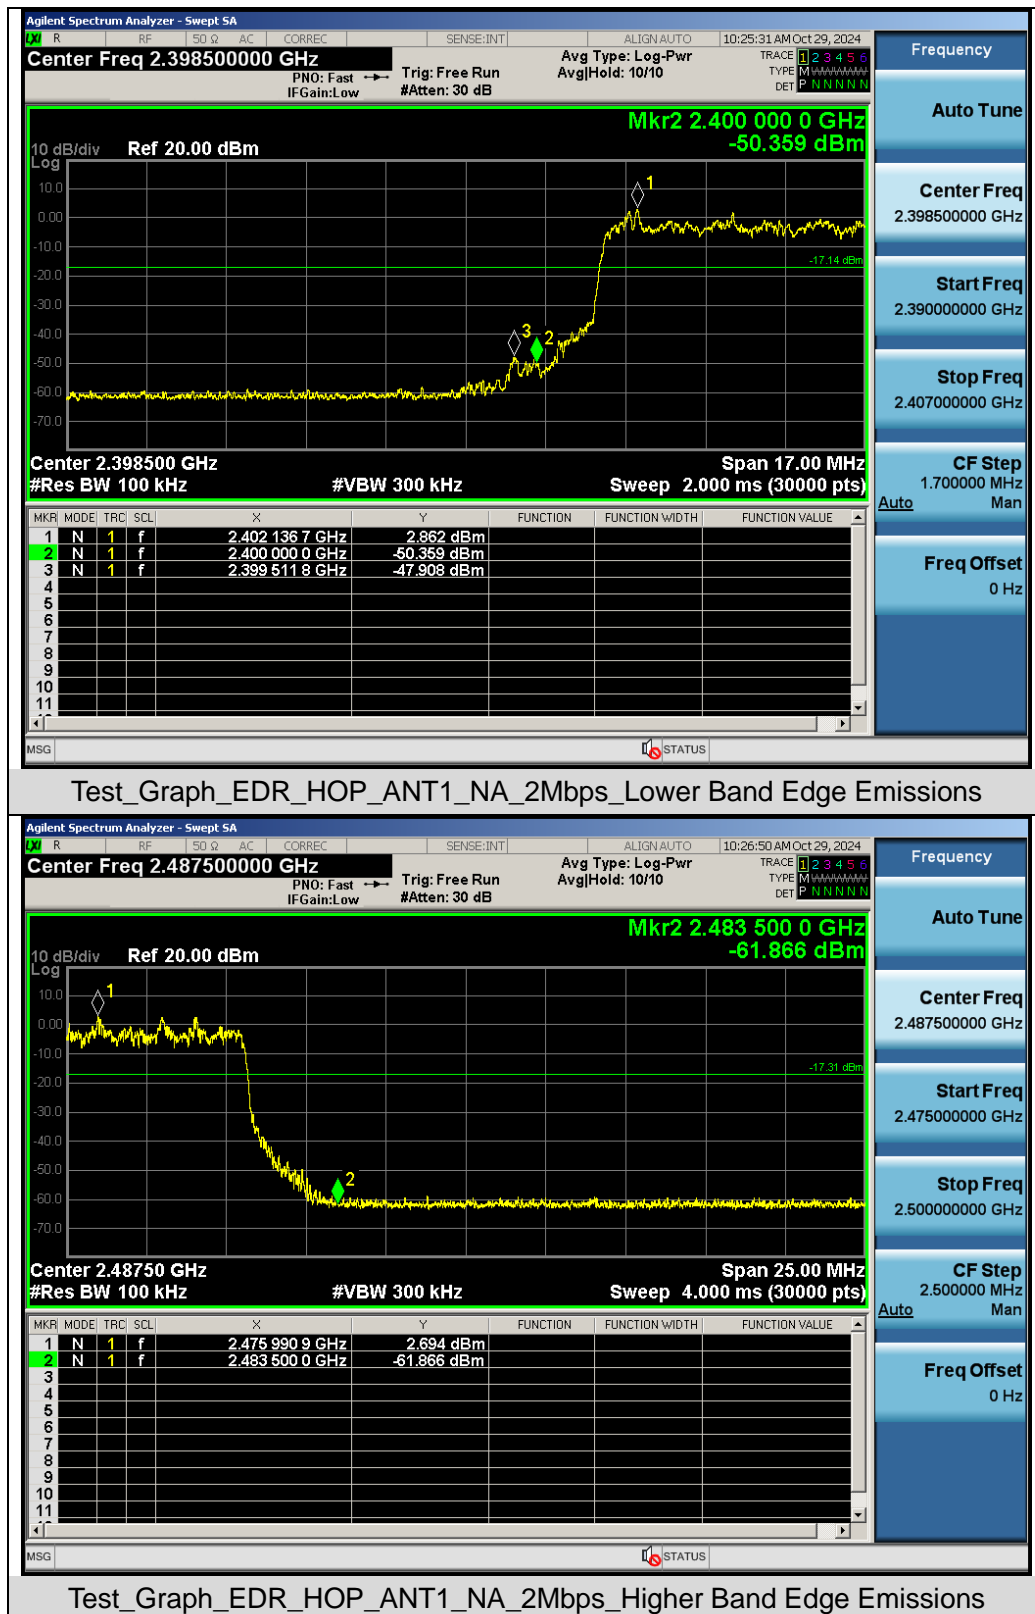 Agilent Spectrum Analyzer - Swept SA
LXI R RF 50 Ω AC CORREC SENSE:INT ALIGN AUTO 10:25:31 AM Oct 29, 2024
Center Freq 2.398500000 GHz
PNO: Fast
IFGain:Low
Trig: Free Run
#Atten: 30 dB
Avg Type: Log-Pwr
Avg|Hold: 10/10
TRACE 1 2 3 4 5 6
TYPE M
DET P N N N N N
Mkr2 2.400 000 0 GHz
-50.359 dBm
10 dB/div Ref 20.00 dBm
Log
10.0
0.00
-10.0
-20.0
-30.0
-40.0
-50.0
-60.0
-70.0
1
-17.14 dBm
3
2
Center 2.398500 GHz Span 17.00 MHz
#Res BW 100 kHz #VBW 300 kHz Sweep 2.000 ms (30000 pts)
MKR MODE TRC SCL X Y FUNCTION FUNCTION WIDTH FUNCTION VALUE
1 N 1 f 2.402 136 7 GHz 2.862 dBm
2 N 1 f 2.400 000 0 GHz -50.359 dBm
3 N 1 f 2.399 511 8 GHz -47.908 dBm
4
5
6
7
8
9
10
11
MSG STATUS
Frequency
Auto Tune
Center Freq
2.398500000 GHz
Start Freq
2.390000000 GHz
Stop Freq
2.407000000 GHz
CF Step
1.700000 MHz
Auto Man
Freq Offset
0 Hz
Test_Graph_EDR_HOP_ANT1_NA_2Mbps_Lower Band Edge Emissions
Agilent Spectrum Analyzer - Swept SA
LXI R RF 50 Ω AC CORREC SENSE:INT ALIGN AUTO 10:26:50 AM Oct 29, 2024
Center Freq 2.487500000 GHz
PNO: Fast
IFGain:Low
Trig: Free Run
#Atten: 30 dB
Avg Type: Log-Pwr
Avg|Hold: 10/10
TRACE 1 2 3 4 5 6
TYPE M
DET P N N N N N
Mkr2 2.483 500 0 GHz
-61.866 dBm
10 dB/div Ref 20.00 dBm
Log
10.0
0.00
-10.0
-20.0
-30.0
-40.0
-50.0
-60.0
-70.0
1
-17.31 dBm
2
Center 2.48750 GHz Span 25.00 MHz
#Res BW 100 kHz #VBW 300 kHz Sweep 4.000 ms (30000 pts)
MKR MODE TRC SCL X Y FUNCTION FUNCTION WIDTH FUNCTION VALUE
1 N 1 f 2.475 990 9 GHz 2.694 dBm
2 N 1 f 2.483 500 0 GHz -61.866 dBm
3
4
5
6
7
8
9
10
11
MSG STATUS
Frequency
Auto Tune
Center Freq
2.487500000 GHz
Start Freq
2.475000000 GHz
Stop Freq
2.500000000 GHz
CF Step
2.500000 MHz
Auto Man
Freq Offset
0 Hz
Test_Graph_EDR_HOP_ANT1_NA_2Mbps_Higher Band Edge Emissions